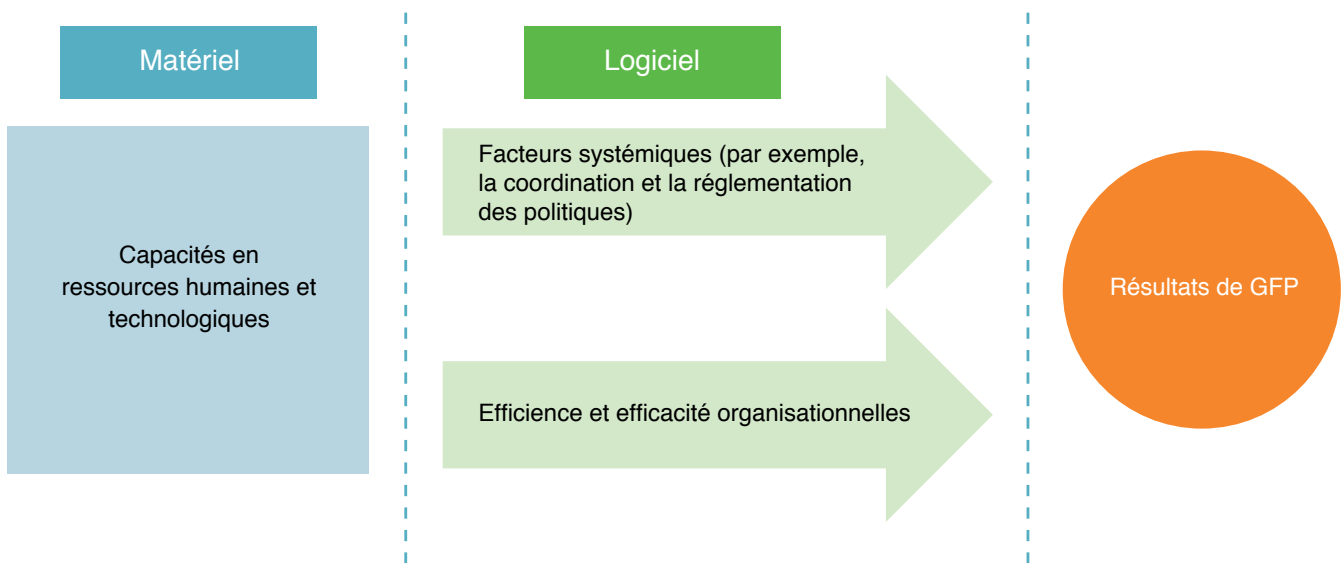 Matériel
Capacités en
ressources humaines et
technologiques
Logiciel
Facteurs systémiques (par exemple,
la coordination et la réglementation
des politiques)
Efficience et efficacité organisationnelles
Résultats de GFP